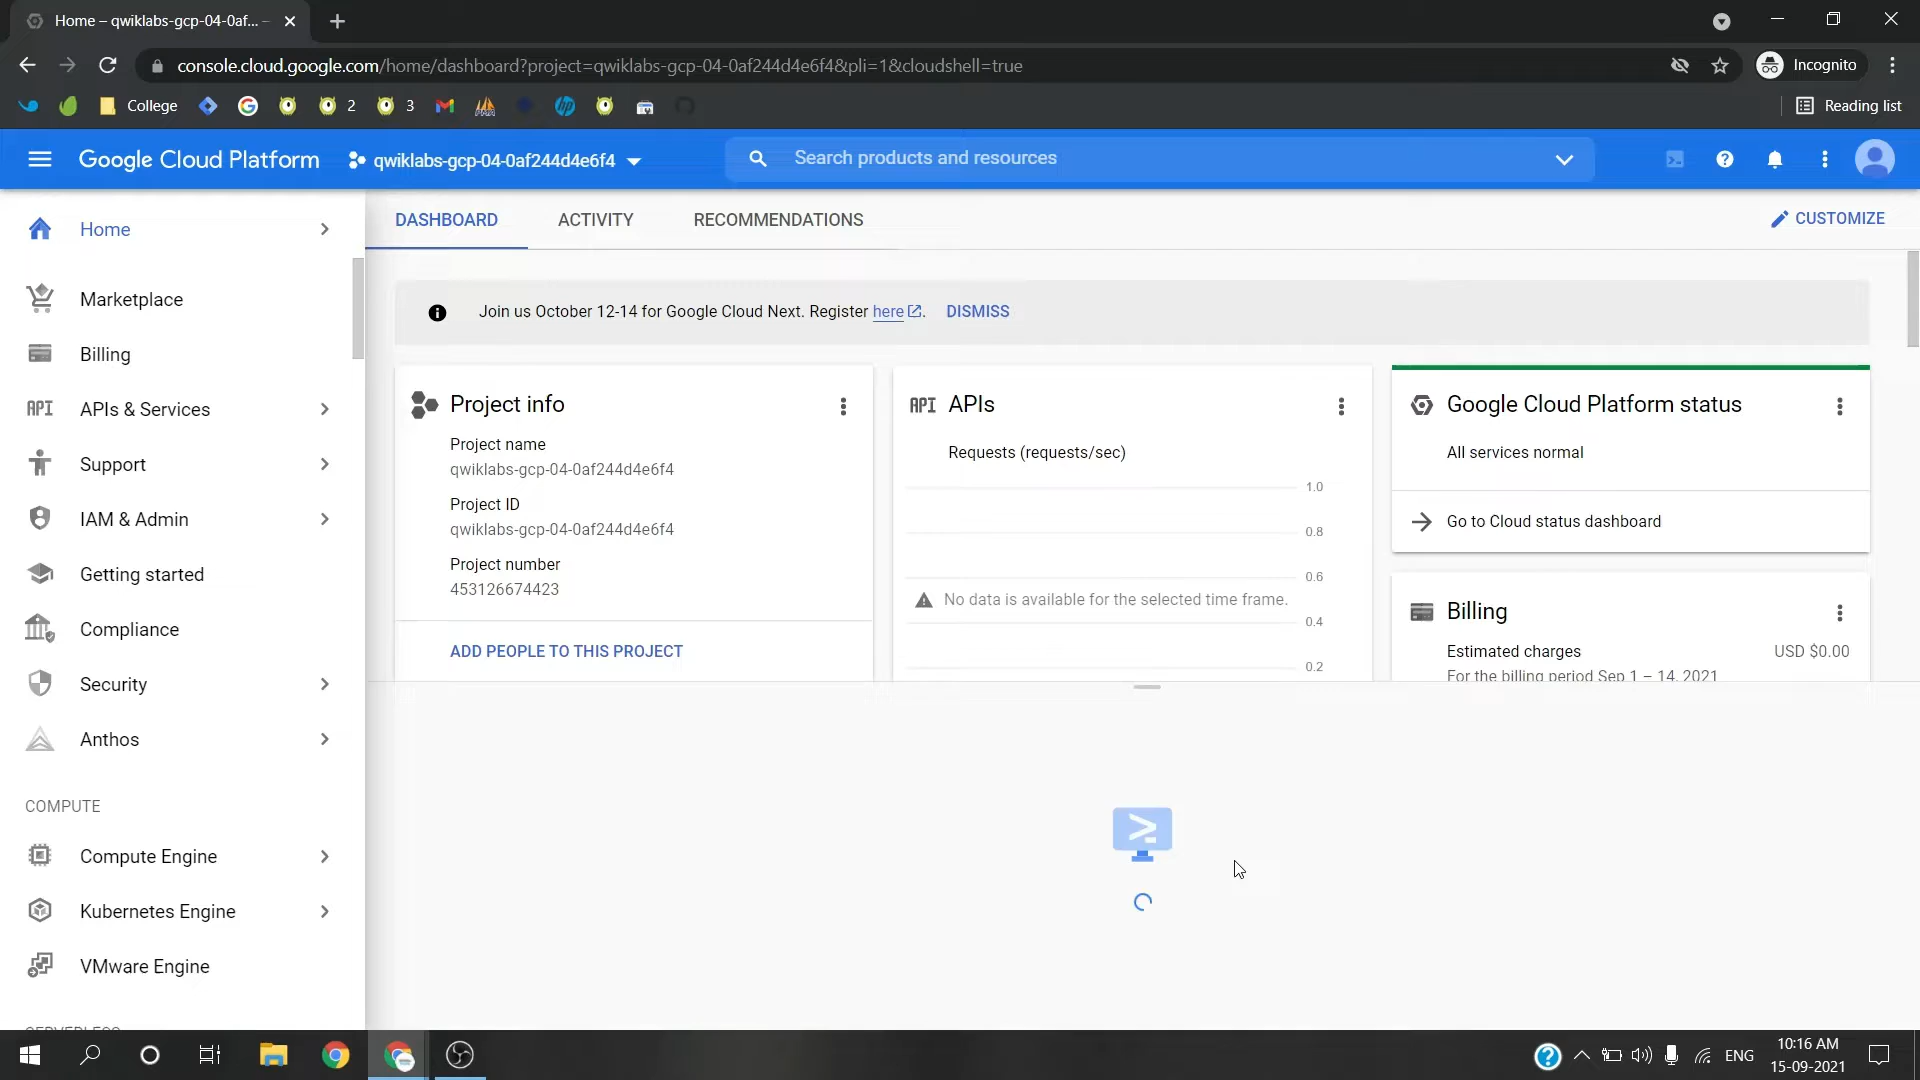 Home – qwiklabs-gcp-04-0af...
console.cloud.google.com/home/dashboard?project=qwiklabs-gcp-04-0af244d4e6f4&pli=1&cloudshell=true
Incognito
College
2
3
Reading list
Google Cloud Platform
qwiklabs-gcp-04-0af244d4e6f4
Search products and resources
Home
Marketplace
Billing
API
APIs & Services
Support
IAM & Admin
Getting started
Compliance
Security
Anthos
COMPUTE
Compute Engine
Kubernetes Engine
VMware Engine
SERVERLESS
DASHBOARD
ACTIVITY
RECOMMENDATIONS
CUSTOMIZE
Join us October 12-14 for Google Cloud Next. Register here. DISMISS
Project info
Project name
qwiklabs-gcp-04-0af244d4e6f4
Project ID
qwiklabs-gcp-04-0af244d4e6f4
Project number
453126674423
ADD PEOPLE TO THIS PROJECT
API APIs
Requests (requests/sec)
1.0
0.8
0.6
No data is available for the selected time frame.
0.4
0.2
Google Cloud Platform status
All services normal
Go to Cloud status dashboard
Billing
Estimated charges USD $0.00
For the billing period Sep 1 – 14, 2021
ENG
10:16 AM
15-09-2021